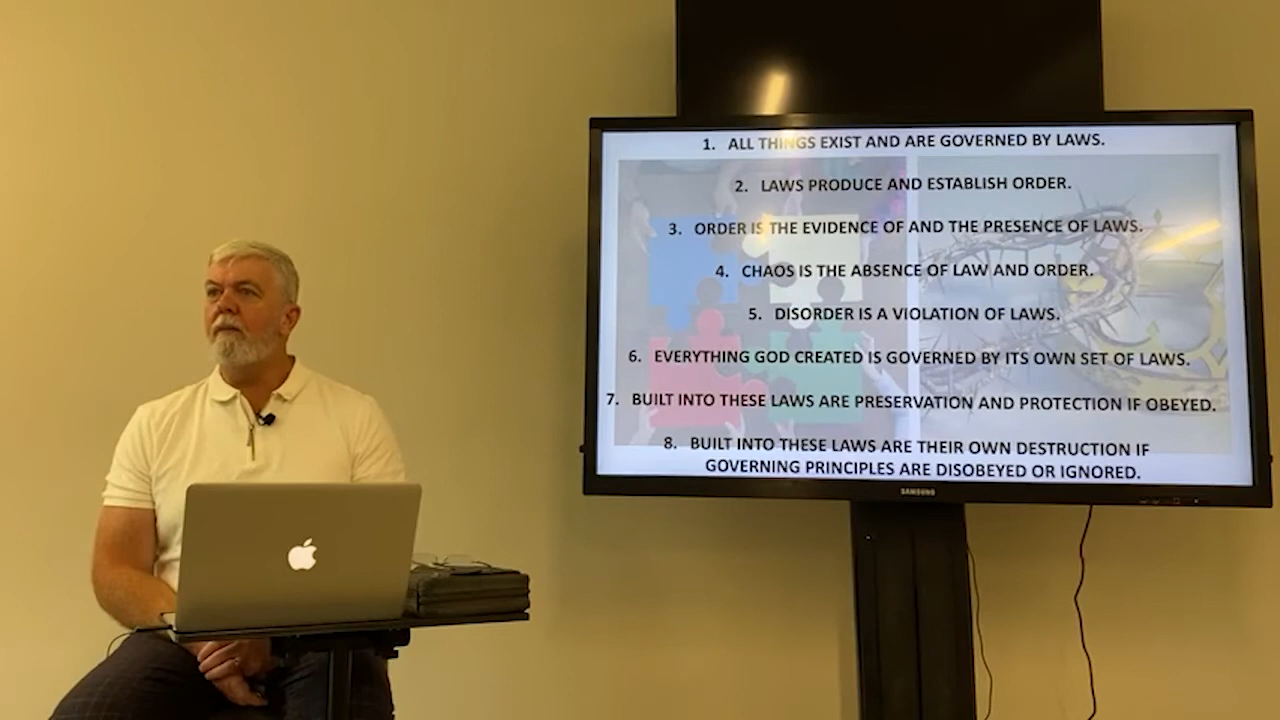 1. ALL THINGS EXIST AND ARE GOVERNED BY LAWS.
2. LAWS PRODUCE AND ESTABLISH ORDER.
3. ORDER IS THE EVIDENCE OF AND THE PRESENCE OF LAWS.
4. CHAOS IS THE ABSENCE OF LAW AND ORDER.
5. DISORDER IS A VIOLATION OF LAWS.
6. EVERYTHING GOD CREATED IS GOVERNED BY ITS OWN SET OF LAWS.
7. BUILT INTO THESE LAWS ARE PRESERVATION AND PROTECTION IF OBEYED.
8. BUILT INTO THESE LAWS ARE THEIR OWN DESTRUCTION IF
GOVERNING PRINCIPLES ARE DISOBEYED OR IGNORED.
SAMSUNG